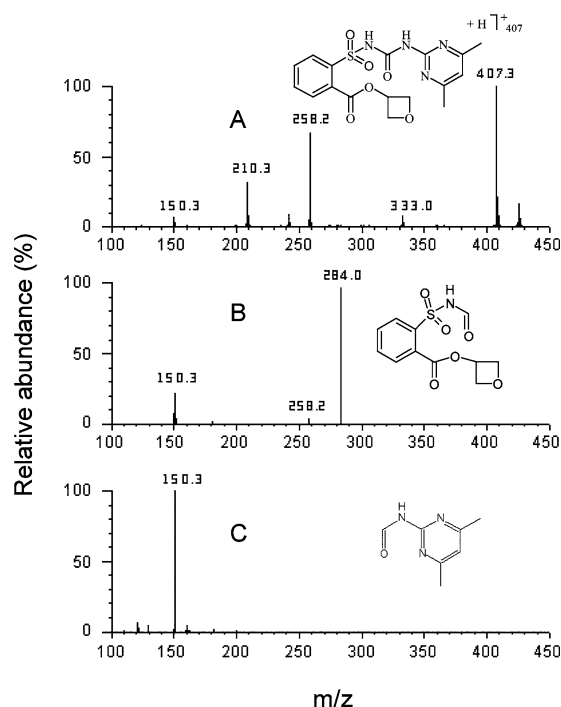 + H ⏋+ 407
O H H
S N N N
O O N
O
O O
A
100
50
0
407.3
258.2
210.3
150.3
333.0
100 150 200 250 300 350 400 450
B
100
50
0
284.0
150.3
258.2
O H
S N
O O
O
O O
100 150 200 250 300 350 400 450
C
100
50
0
150.3
H
N N
O N
100 150 200 250 300 350 400 450
Relative abundance (%)
m/z